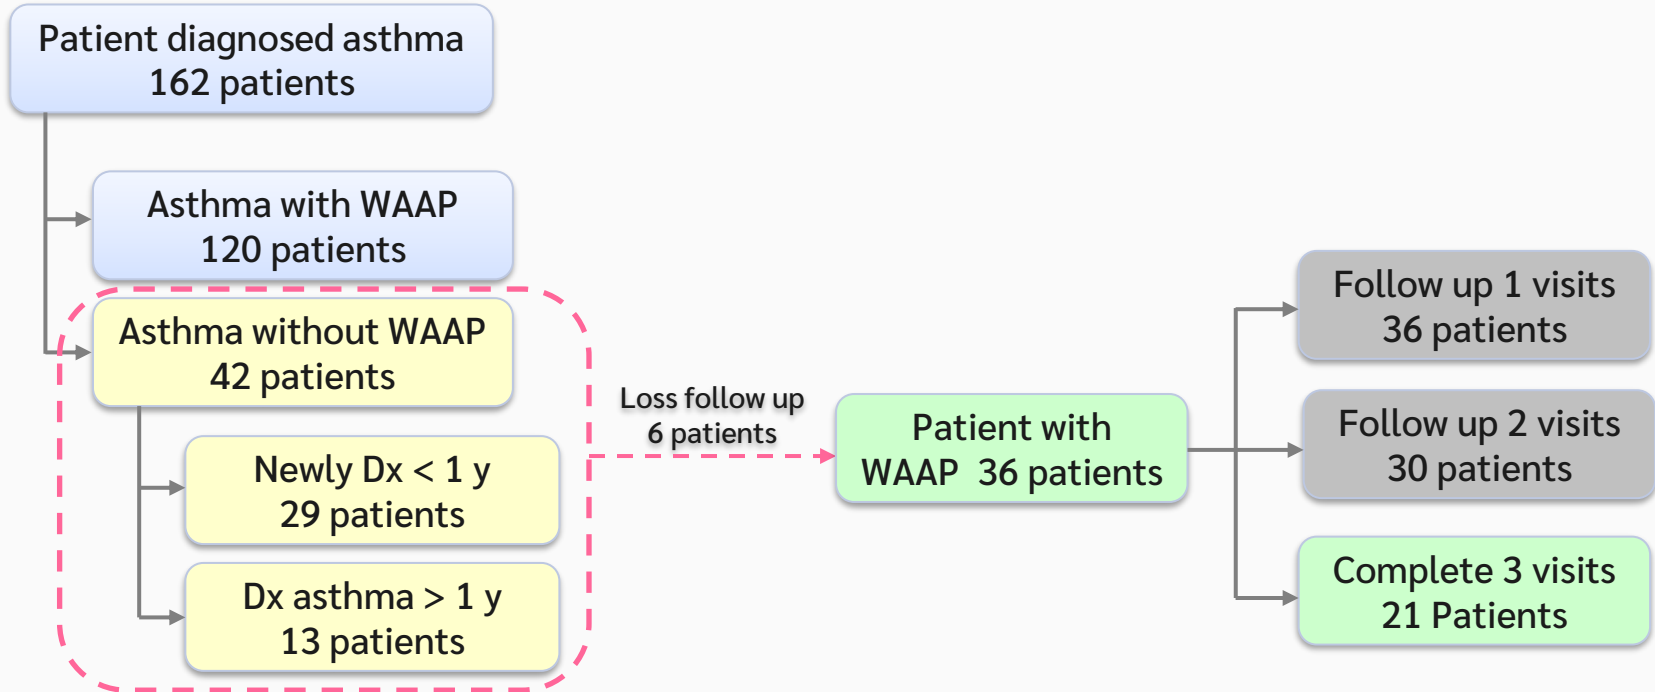 Patient diagnosed asthma
162 patients
Asthma with WAAP
120 patients
Asthma without WAAP
42 patients
Newly Dx < 1 y
29 patients
Dx asthma > 1 y
13 patients
Loss follow up
6 patients
Patient with
WAAP 36 patients
Follow up 1 visits
36 patients
Follow up 2 visits
30 patients
Complete 3 visits
21 Patients